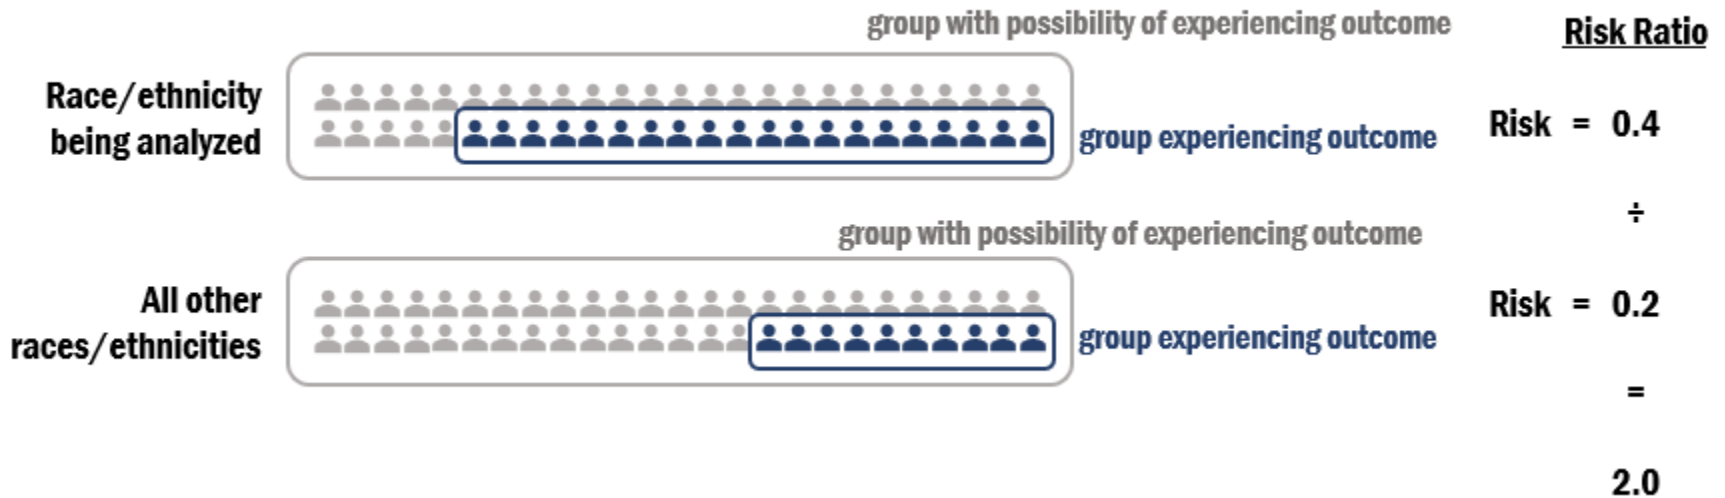 group with possibility of experiencing outcome
Risk Ratio
Race/ethnicity
being analyzed
group experiencing outcome
Risk = 0.4
÷
group with possibility of experiencing outcome
All other
races/ethnicities
group experiencing outcome
Risk = 0.2
=
2.0